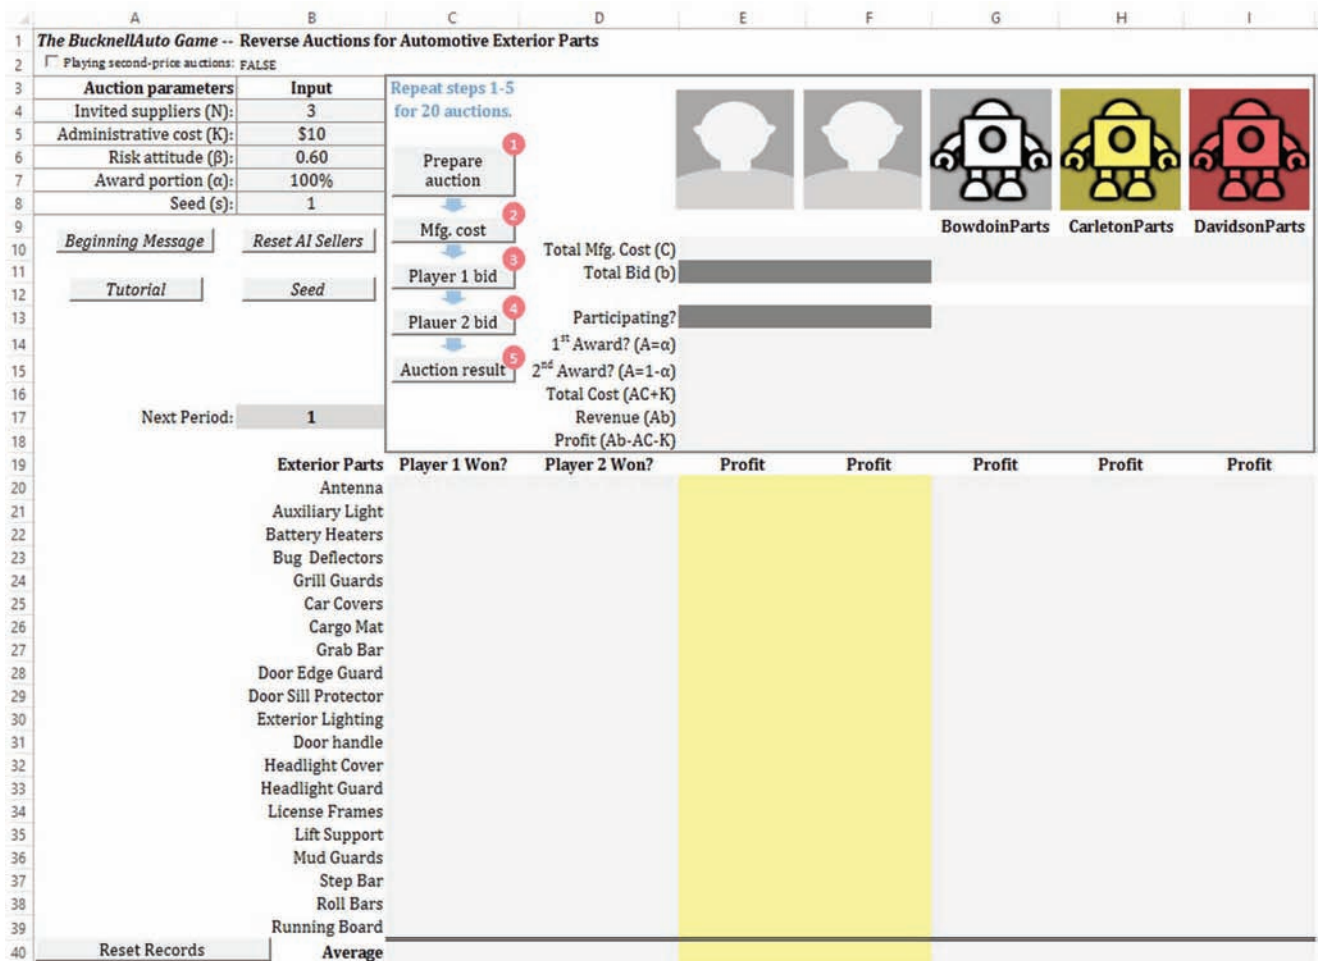 A B C D E F G H I
1 The BucknellAuto Game -- Reverse Auctions for Automotive Exterior Parts
2 Playing second-price auctions: FALSE
3 Auction parameters Input Repeat steps 1-5
4 Invited suppliers (N): 3 for 20 auctions.
5 Administrative cost (K): $10 1
6 Risk attitude (β): 0.60 Prepare
7 Award portion (α): 100% auction
8 Seed (s): 1 2
9 Mfg. cost BowdoinParts CarletonParts DavidsonParts
10 Beginning Message Reset AI Sellers Total Mfg. Cost (C)
11 3 Player 1 bid Total Bid (b)
12 Tutorial Seed
13 4 Plauer 2 bid Participating?
14 1st Award? (A=α)
15 5 Auction result 2nd Award? (A=1-α)
16 Total Cost (AC+K)
17 Next Period: 1 Revenue (Ab)
18 Profit (Ab-AC-K)
19 Exterior Parts Player 1 Won? Player 2 Won? Profit Profit Profit Profit Profit
20 Antenna
21 Auxiliary Light
22 Battery Heaters
23 Bug Deflectors
24 Grill Guards
25 Car Covers
26 Cargo Mat
27 Grab Bar
28 Door Edge Guard
29 Door Sill Protector
30 Exterior Lighting
31 Door handle
32 Headlight Cover
33 Headlight Guard
34 License Frames
35 Lift Support
36 Mud Guards
37 Step Bar
38 Roll Bars
39 Running Board
40 Reset Records Average